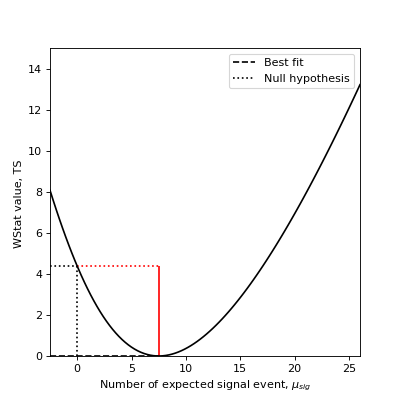 Best fit
Null hypothesis
14
12
10
8
6
4
2
0
WStat value, TS
0 5 10 15 20 25
Number of expected signal event, μsig